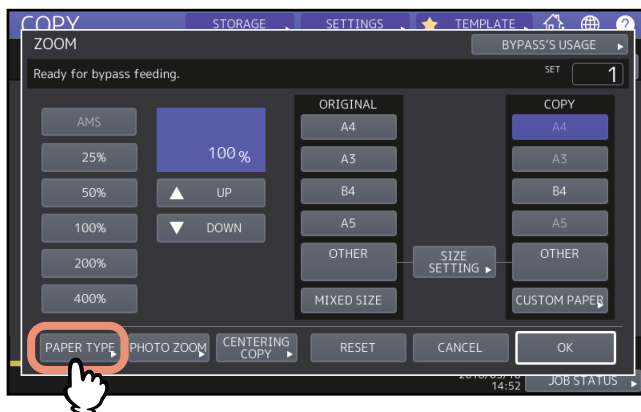 COPY
STORAGE
SETTINGS
TEMPLATE
?
ZOOM
BYPASS'S USAGE
Ready for bypass feeding.
SET
1
ORIGINAL
COPY
AMS
25%
50%
100%
200%
400%
100 %
UP
DOWN
A4
A3
B4
A5
OTHER
MIXED SIZE
SIZE
SETTING
A4
A3
B4
A5
OTHER
CUSTOM PAPER
PAPER TYPE
PHOTO ZOOM
CENTERING
COPY
RESET
CANCEL
OK
14:52
JOB STATUS